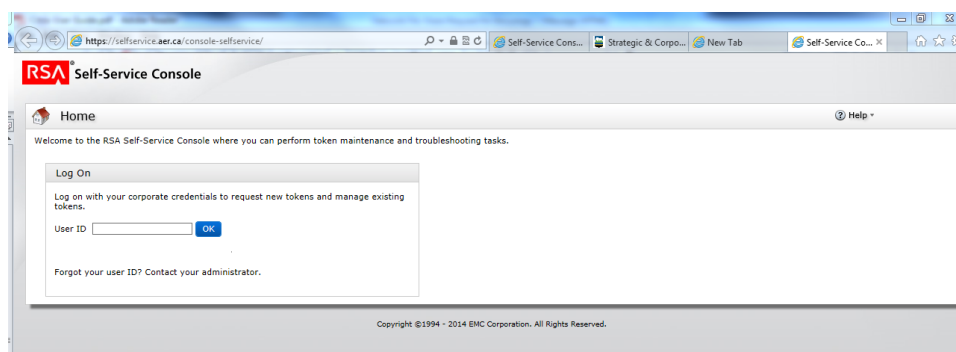 https://selfservice.aer.ca/console-selfservice/
Self-Service Cons...
Strategic & Corpo...
New Tab
Self-Service Co...
RSA Self-Service Console
Home
Help
Welcome to the RSA Self-Service Console where you can perform token maintenance and troubleshooting tasks.
Log On
Log on with your corporate credentials to request new tokens and manage existing
tokens.
User ID
OK
Forgot your user ID? Contact your administrator.
Copyright ©1994 - 2014 EMC Corporation. All Rights Reserved.